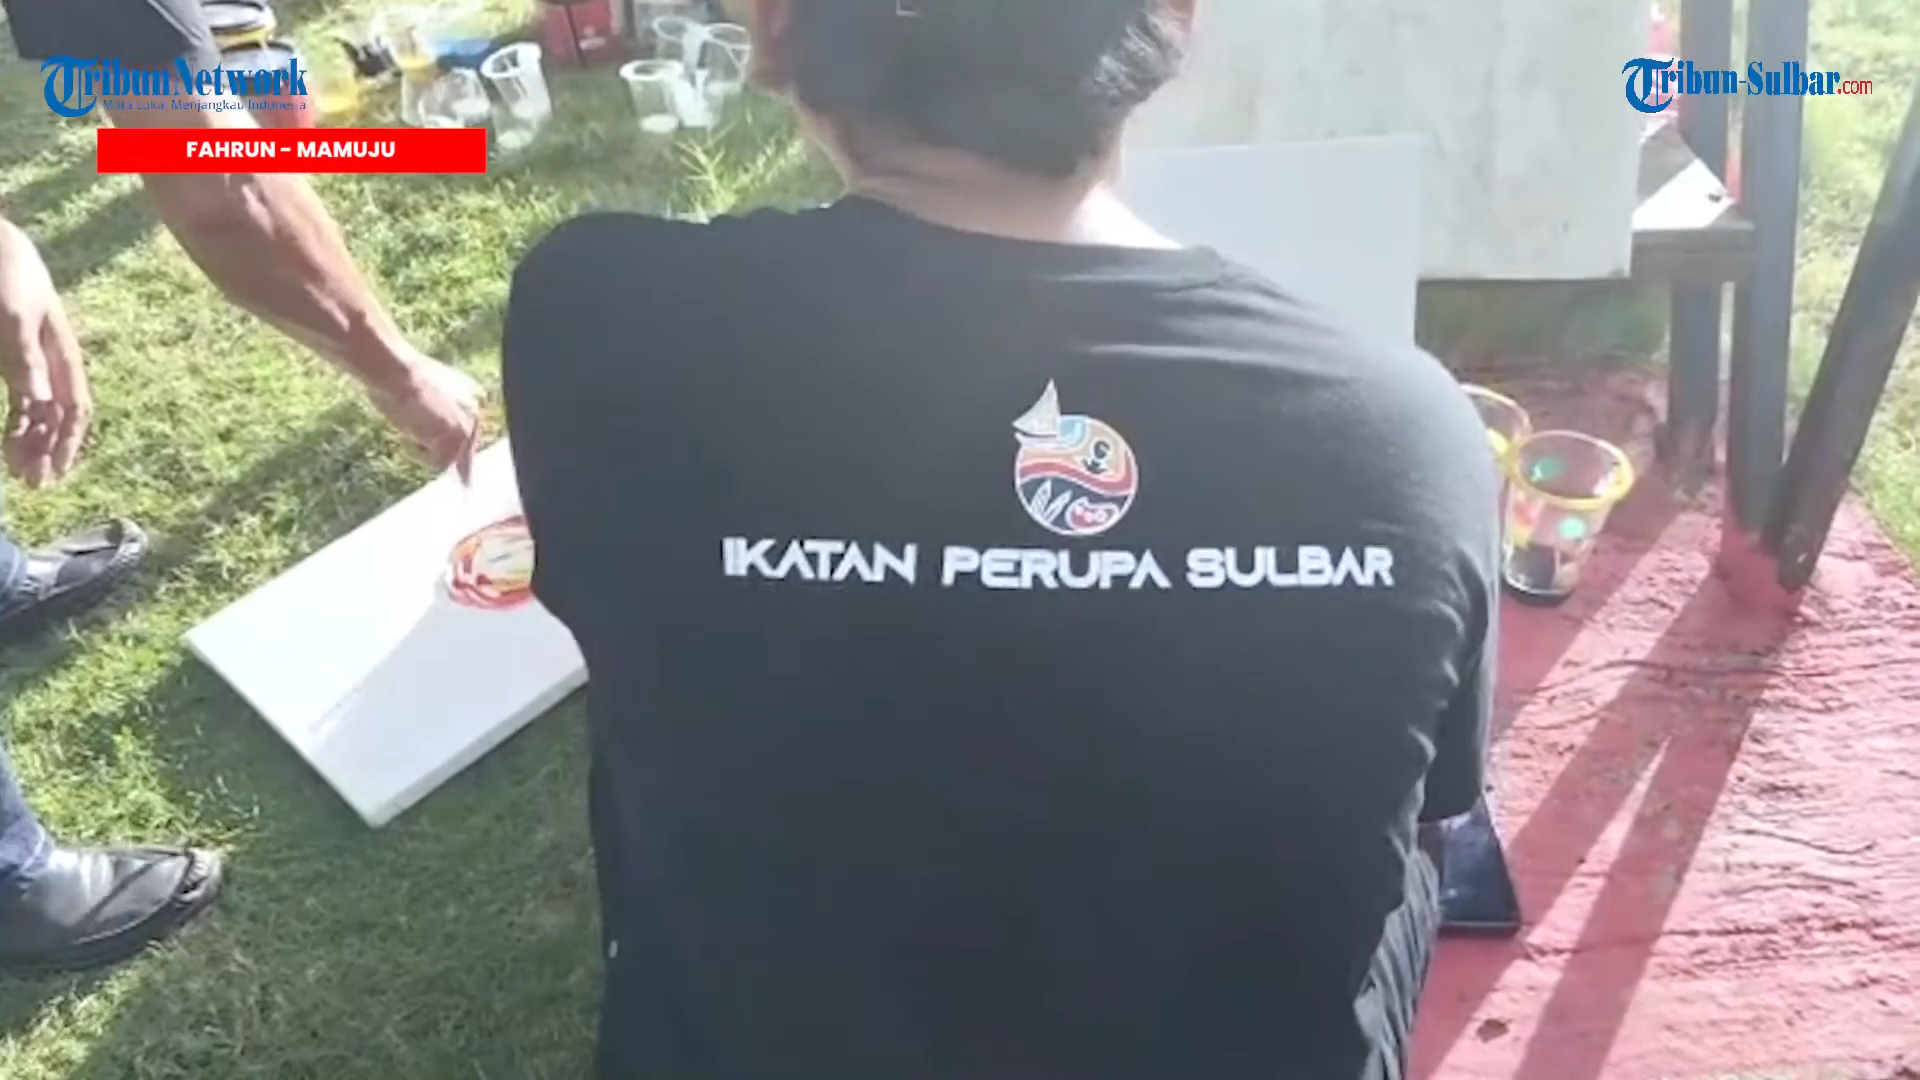 TribunNetwork
Mata Lokal Menjangkau Indonesia
Tribun-Sulbar.com
FAHRUN - MAMUJU
IKATAN PERUPA SULBAR